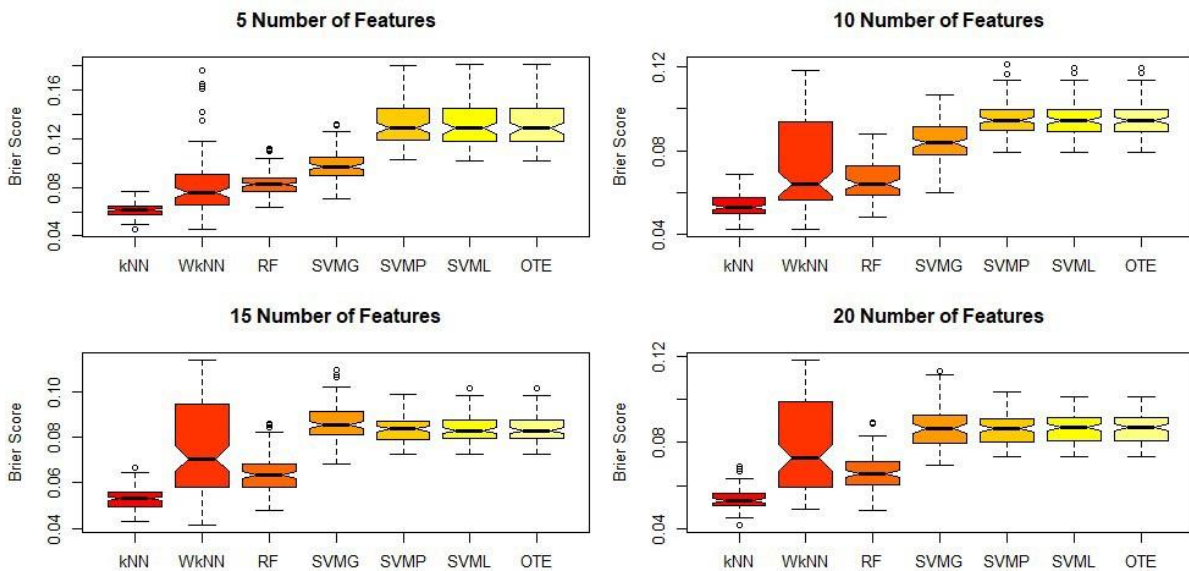 5 Number of Features
Brier Score
0.04 0.08 0.12 0.16
kNN WkNN RF SVMG SVMP SVML OTE
10 Number of Features
Brier Score
0.04 0.08 0.12
kNN WkNN RF SVMG SVMP SVML OTE
15 Number of Features
Brier Score
0.04 0.06 0.08 0.10
kNN WkNN RF SVMG SVMP SVML OTE
20 Number of Features
Brier Score
0.04 0.08 0.12
kNN WkNN RF SVMG SVMP SVML OTE